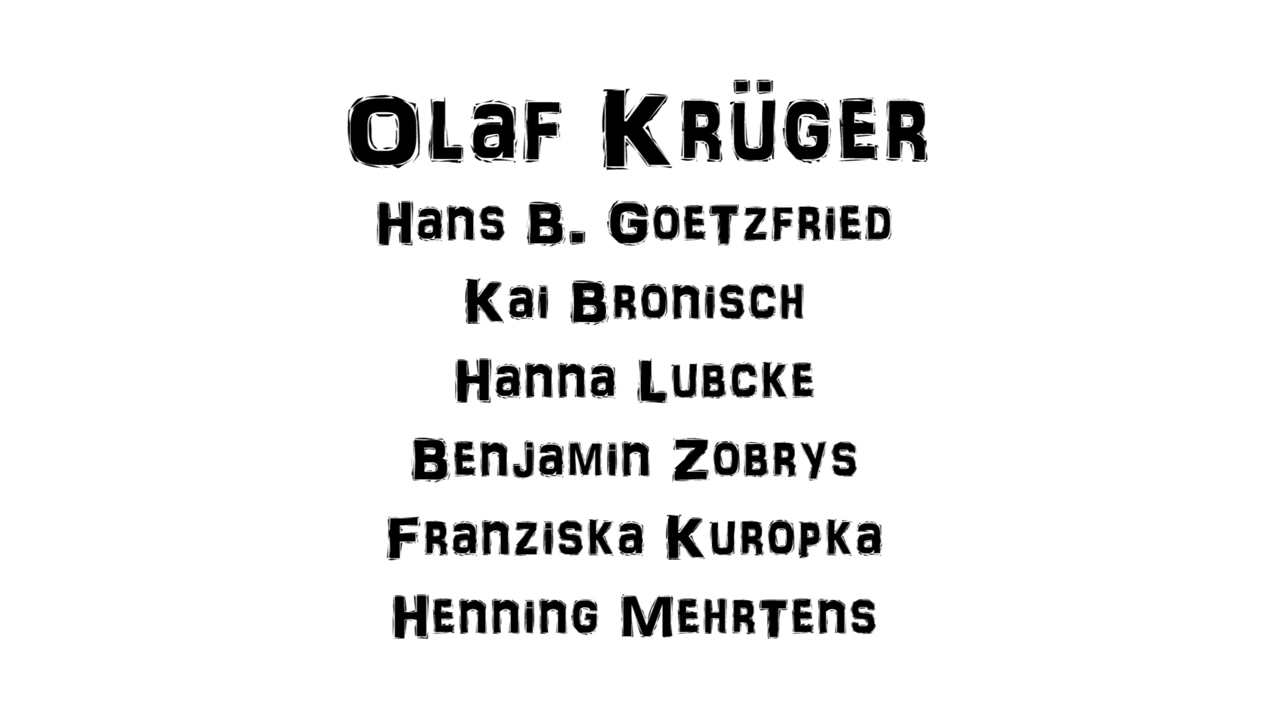 Olaf Krüger
Hans B. Goetzfried
Kai Bronisch
Hanna Lubcke
Benjamin Zobrys
Franziska Kuropka
Henning Mehrtens